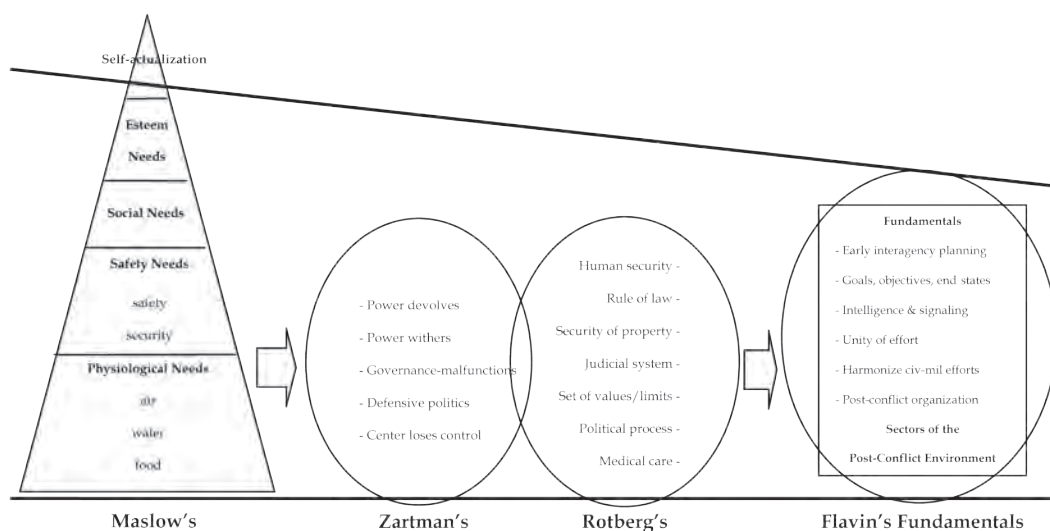 Self-actualization
Esteem
Needs
Social Needs
Safety Needs
safety
security
Physiological Needs
air
water
food
Maslow's
- Power devolves
- Power withers
- Governance-malfunctions
- Defensive politics
- Center loses control
Zartman's
Human security -
Rule of law -
Security of property -
Judicial system -
Set of values/limits -
Political process -
Medical care -
Rotberg's
Fundamentals
- Early interagency planning
- Goals, objectives, end states
- Intelligence & signaling
- Unity of effort
- Harmonize civ-mil efforts
- Post-conflict organization
Sectors of the
Post-Conflict Environment
Flavin's Fundamentals